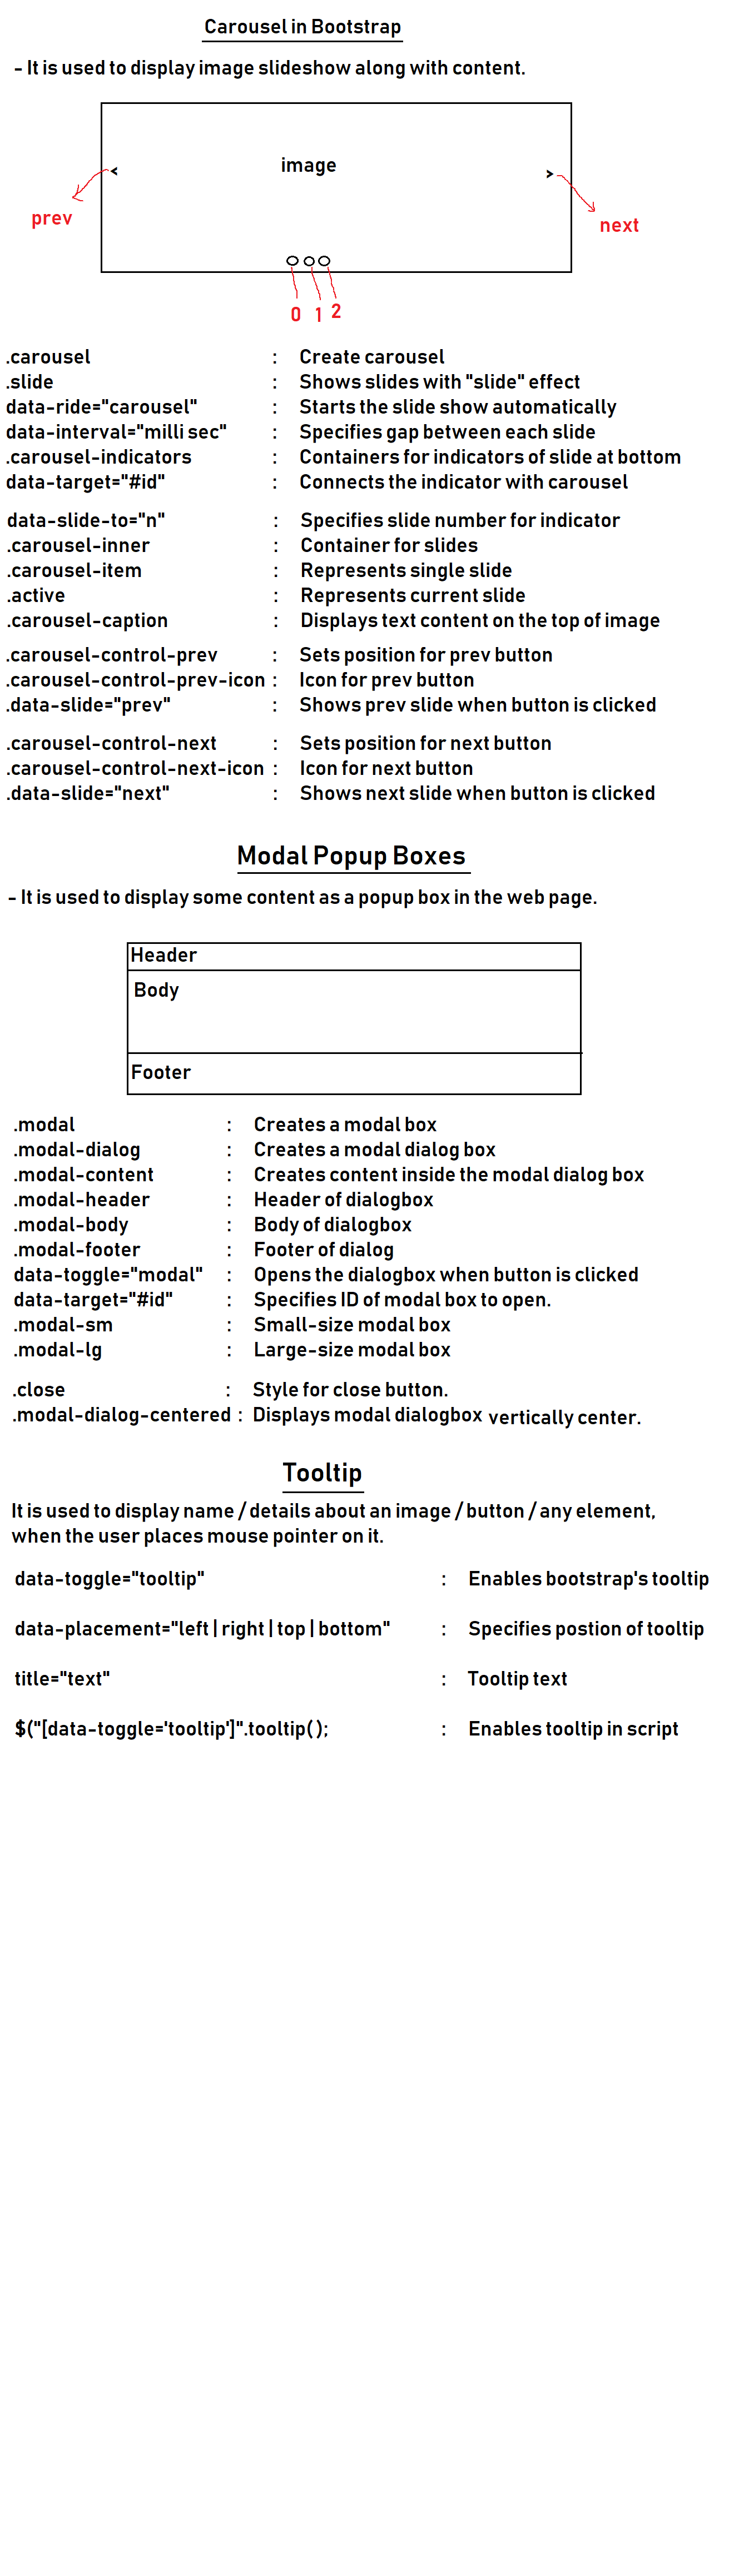 Carousel in Bootstrap
- It is used to display image slideshow along with content.
image
<
>
prev
next
0 1 2
.carousel : Create carousel
.slide : Shows slides with "slide" effect
data-ride="carousel" : Starts the slide show automatically
data-interval="milli sec" : Specifies gap between each slide
.carousel-indicators : Containers for indicators of slide at bottom
data-target="#id" : Connects the indicator with carousel
data-slide-to="n" : Specifies slide number for indicator
.carousel-inner : Container for slides
.carousel-item : Represents single slide
.active : Represents current slide
.carousel-caption : Displays text content on the top of image
.carousel-control-prev : Sets position for prev button
.carousel-control-prev-icon : Icon for prev button
.data-slide="prev" : Shows prev slide when button is clicked
.carousel-control-next : Sets position for next button
.carousel-control-next-icon : Icon for next button
.data-slide="next" : Shows next slide when button is clicked
Modal Popup Boxes
- It is used to display some content as a popup box in the web page.
Header
Body
Footer
.modal : Creates a modal box
.modal-dialog : Creates a modal dialog box
.modal-content : Creates content inside the modal dialog box
.modal-header : Header of dialogbox
.modal-body : Body of dialogbox
.modal-footer : Footer of dialog
data-toggle="modal" : Opens the dialogbox when button is clicked
data-target="#id" : Specifies ID of modal box to open.
.modal-sm : Small-size modal box
.modal-lg : Large-size modal box
.close : Style for close button.
.modal-dialog-centered : Displays modal dialogbox vertically center.
Tooltip
It is used to display name / details about an image / button / any element,
when the user places mouse pointer on it.
data-toggle="tooltip" : Enables bootstrap's tooltip
data-placement="left | right | top | bottom" : Specifies postion of tooltip
title="text" : Tooltip text
$("[data-toggle='tooltip']".tooltip( ); : Enables tooltip in script